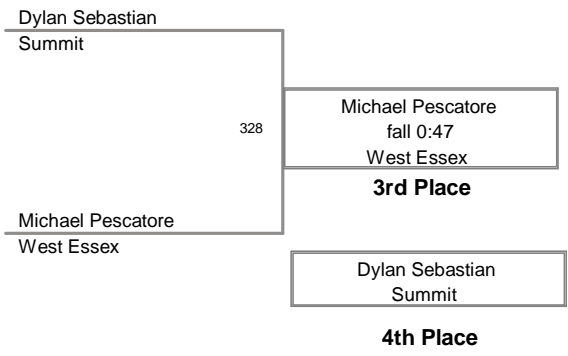 Dylan Sebastian
Summit
328
Michael Pescatore
fall 0:47
West Essex
3rd Place
Michael Pescatore
West Essex
Dylan Sebastian
Summit
4th Place